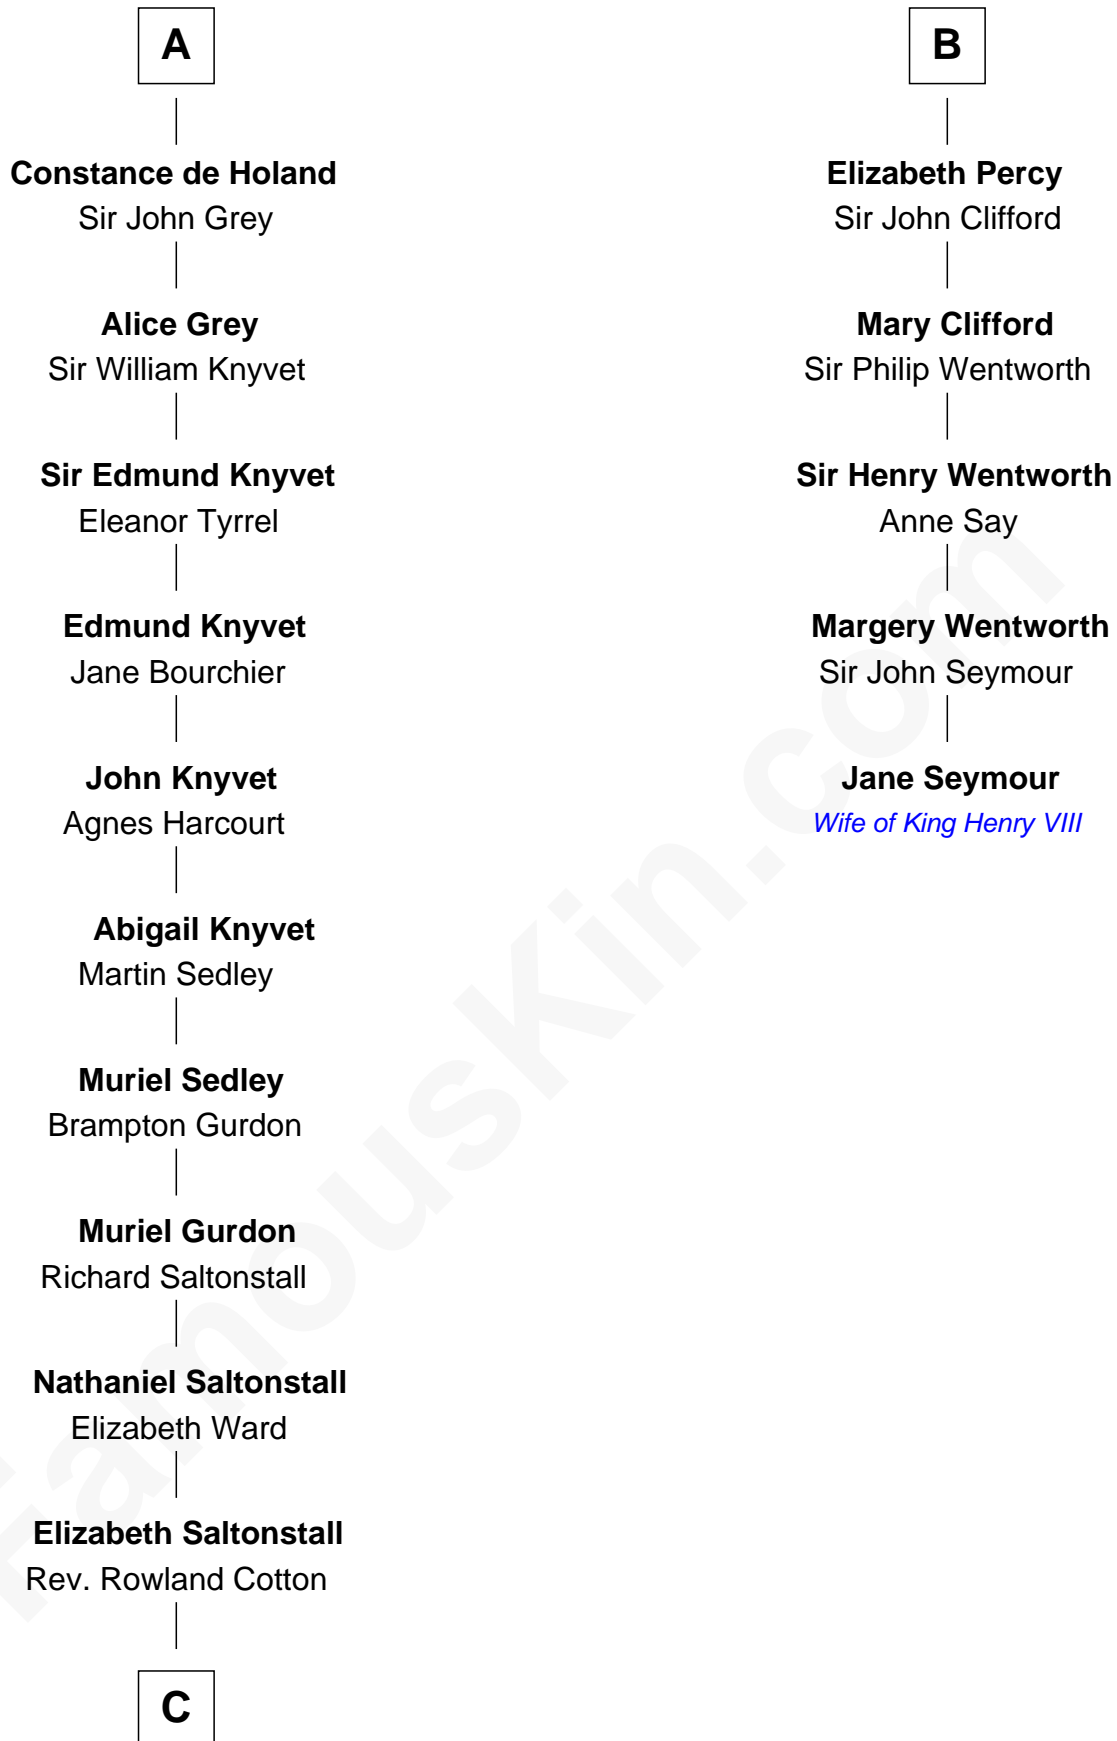 A
Constance de Holand
Sir John Grey
Alice Grey
Sir William Knyvet
Sir Edmund Knyvet
Eleanor Tyrrel
Edmund Knyvet
Jane Bourchier
John Knyvet
Agnes Harcourt
Abigail Knyvet
Martin Sedley
Muriel Sedley
Brampton Gurdon
Muriel Gurdon
Richard Saltonstall
Nathaniel Saltonstall
Elizabeth Ward
Elizabeth Saltonstall
Rev. Rowland Cotton
C
B
Elizabeth Percy
Sir John Clifford
Mary Clifford
Sir Philip Wentworth
Sir Henry Wentworth
Anne Say
Margery Wentworth
Sir John Seymour
Jane Seymour
Wife of King Henry VIII
FamousKin.com